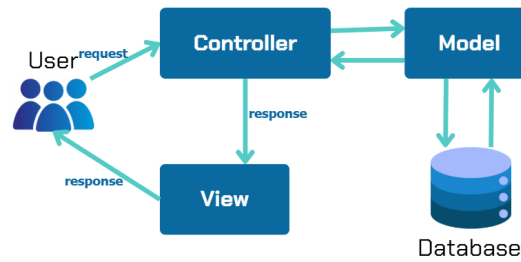 User
request
Controller
Model
response
response
View
Database